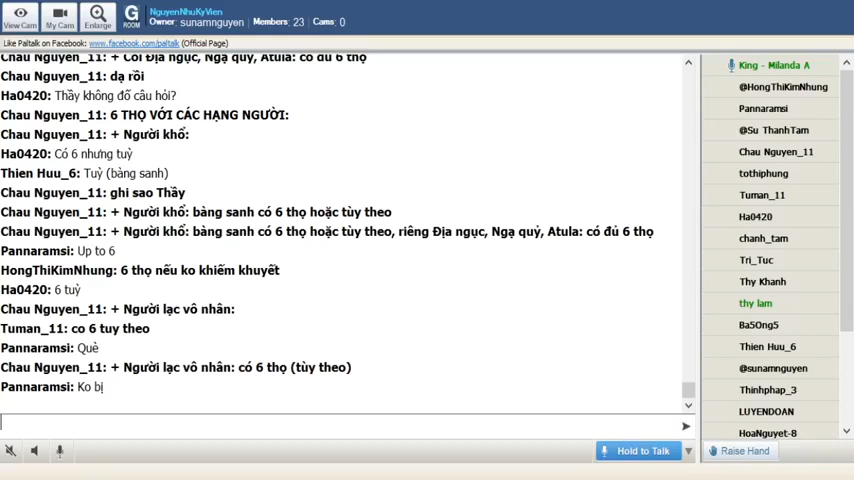 NguyenNhuKyVien
Owner: sunamnguyen Members: 23 Cams: 0
View Cam My Cam Enlarge G ROOM
Like Paltalk on Facebook: www.facebook.com/paltalk (Official Page)
Chau Nguyen_11: + Cõi Địa ngục, Ngạ quỷ, Atula: có đủ 6 thọ
Chau Nguyen_11: dạ rồi
Ha0420: Thầy không đố câu hỏi?
Chau Nguyen_11: 6 THỌ VỚI CÁC HẠNG NGƯỜI:
Chau Nguyen_11: + Người khổ:
Ha0420: Có 6 nhưng tuỳ
Thien Huu_6: Tuỳ (bàng sanh)
Chau Nguyen_11: ghi sao Thầy
Chau Nguyen_11: + Người khổ: bàng sanh có 6 thọ hoặc tùy theo
Chau Nguyen_11: + Người khổ: bàng sanh có 6 thọ hoặc tùy theo, riêng Địa ngục, Ngạ quỷ, Atula: có đủ 6 thọ
Pannaramsi: Up to 6
HongThiKimNhung: 6 thọ nếu ko khiếm khuyết
Ha0420: 6 tuỳ
Chau Nguyen_11: + Người lạc vô nhân:
Tuman_11: co 6 tuy theo
Pannaramsi: Què
Chau Nguyen_11: + Người lạc vô nhân: có 6 thọ (tùy theo)
Pannaramsi: Ko bị
Hold to Talk
Raise Hand
King - Milanda A
@HongThiKimNhung
Pannaramsi
@Su ThanhTam
Chau Nguyen_11
tothiphung
Tuman_11
Ha0420
chanh_tam
Tri_Tuc
Thy Khanh
thy lam
Ba5Ong5
Thien Huu_6
@sunamnguyen
Thinhphap_3
LUYENDOAN
HoaNguyet-8